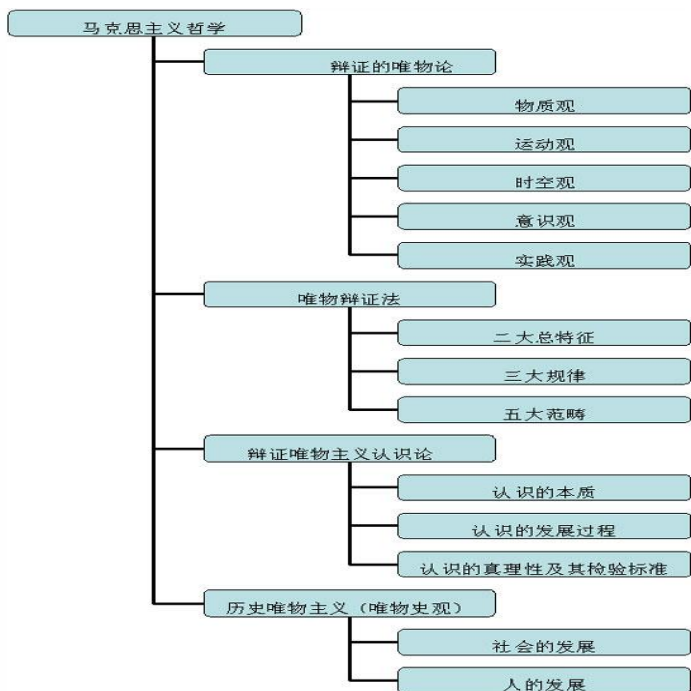 马克思主义哲学
辩证的唯物论
物质观
运动观
时空观
意识观
实践观
唯物辩证法
二大总特征
三大规律
五大范畴
辩证唯物主义认识论
认识的本质
认识的发展过程
认识的真理性及其检验标准
历史唯物主义（唯物史观）
社会的发展
人的发展